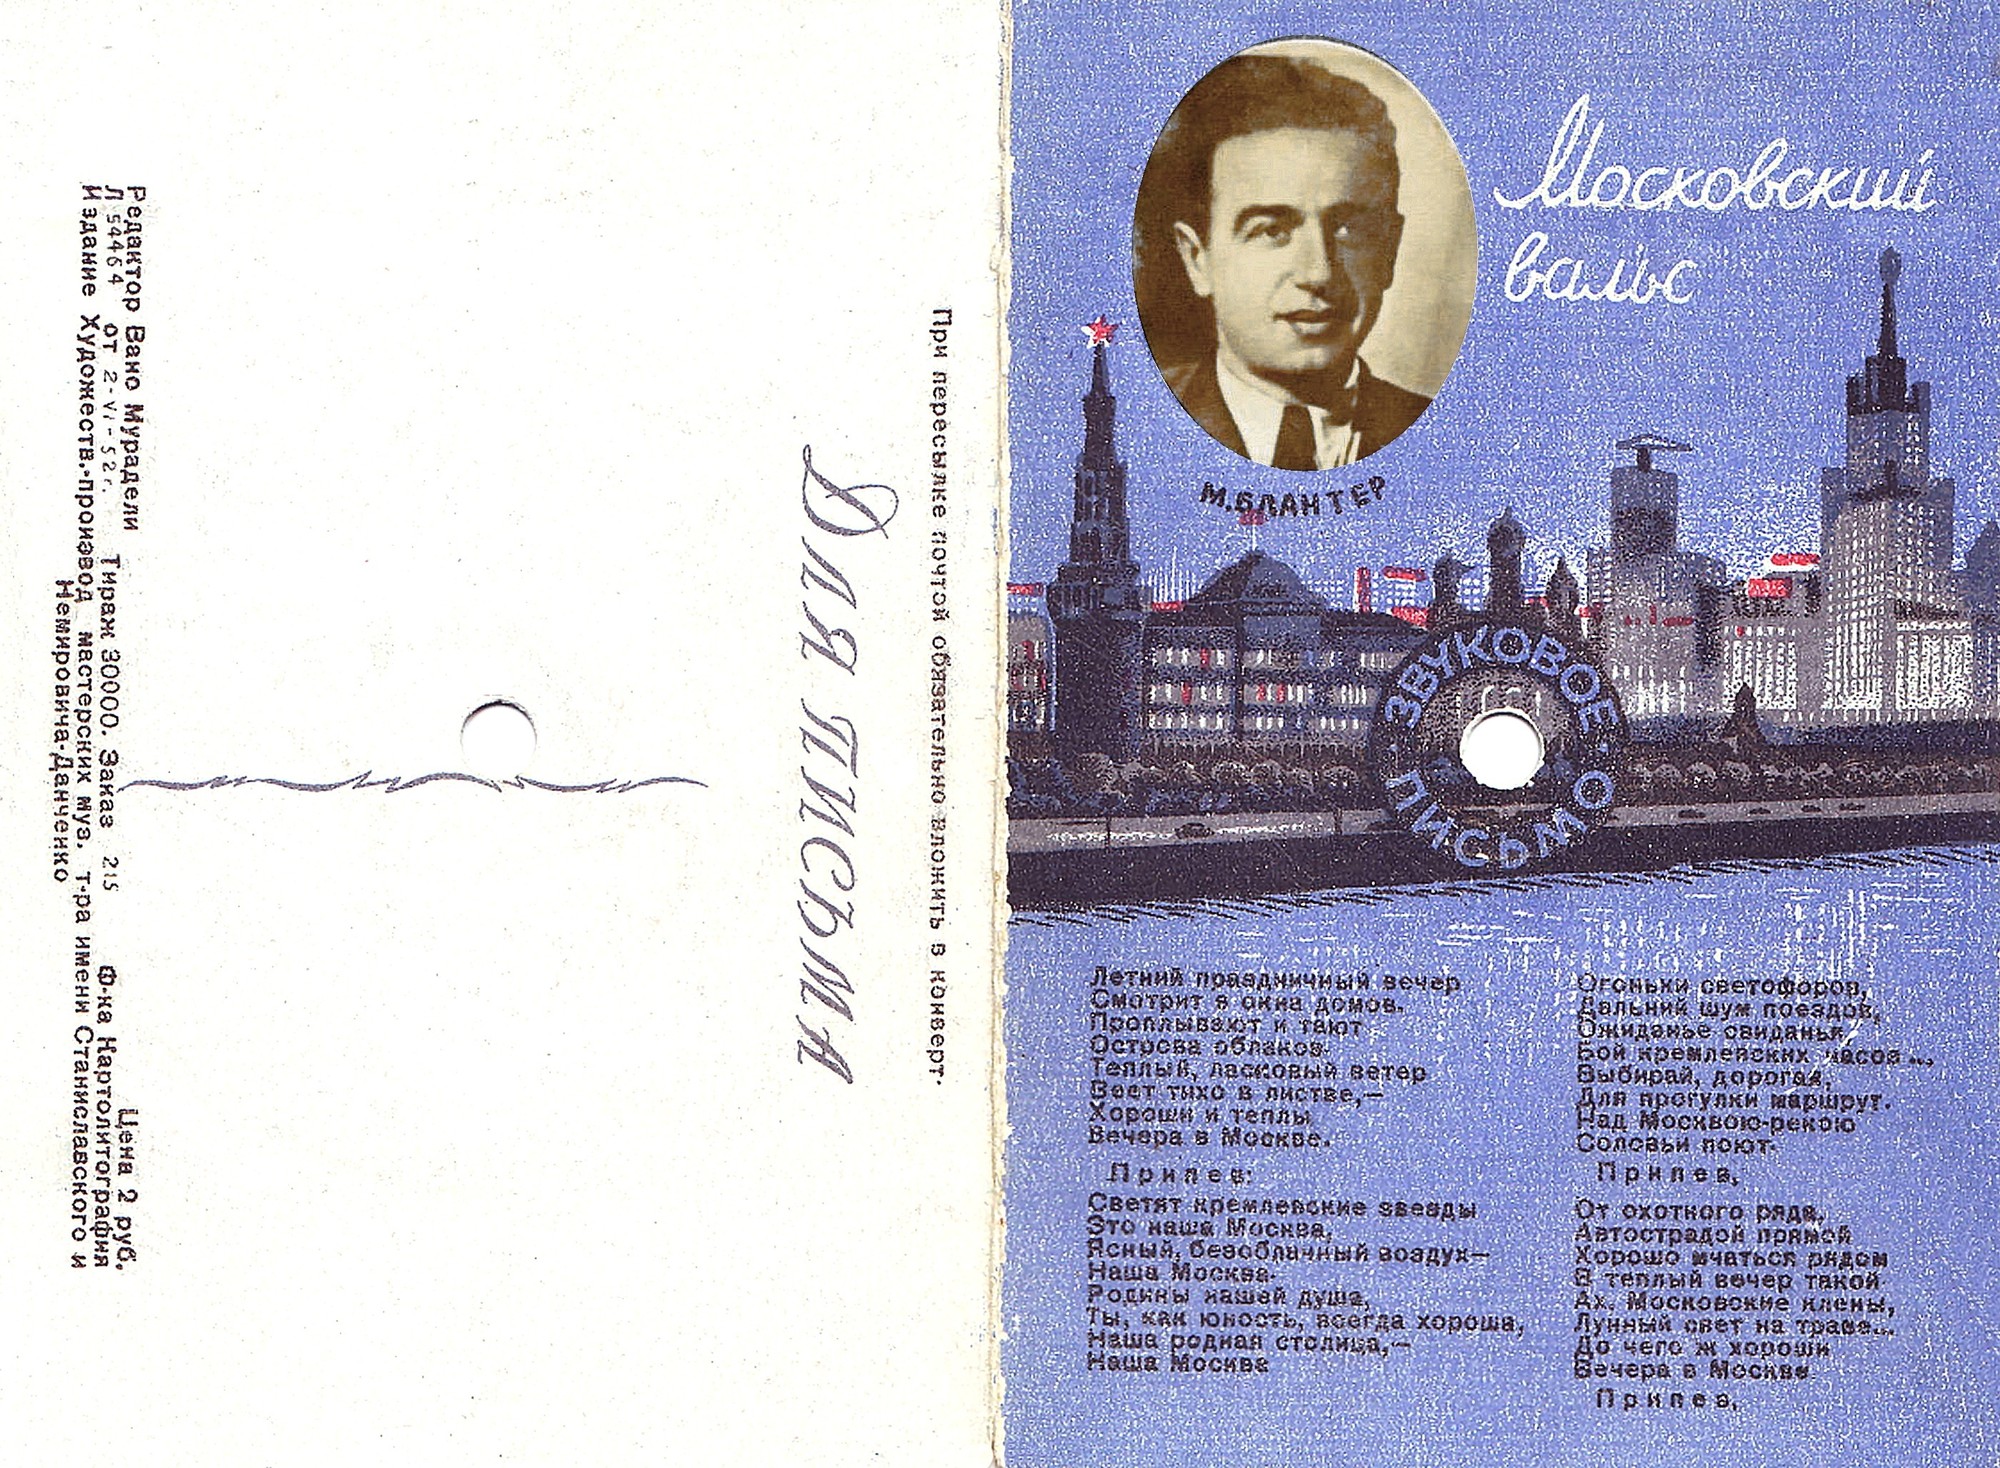 Редактор Вано Мурадели Цена 2 руб.
Л 54464 от 2-VI-52 г. Тираж 30000. Заказ 215 Ф-ка Картолитография
Издание Художеств.-производ мастерских муз. т-ра имени Станиславского и
Немировича-Данченко
Для письма
При пересылке почтой обязательно вложить в конверт.
Московский
вальс
М. БЛАНТЕР
ЗВУКОВОЕ
ПИСЬМО
Летний праздничный вечер
Смотрит в окна домов.
Проплывают и тают
Острова облаков.
Теплый, ласковый ветер
Веет тихо в листве,—
Хороши и теплы
Вечера в Москве.
Припев:
Светят кремлевские звезды
Это наша Москва,
Ясный, безоблачный воздух—
Наша Москва.
Родины нашей душа,
Ты, как юность, всегда хороша,
Наша родная столица,—
Наша Москва
Огоньки светофоров,
Дальний шум поездов,
Ожиданье свиданья,
Бой кремлевских часов...,
Выбирай, дорогая,
Для прогулки маршрут.
Над Москвою-рекою
Соловьи поют.
Припев,
От охотного ряда,
Автострадой прямой
Хорошо мчаться рядом
В теплый вечер такой
Ах, Московские клены,
Лунный свет на траве...
До чего ж хороши
Вечера в Москве
Припев,